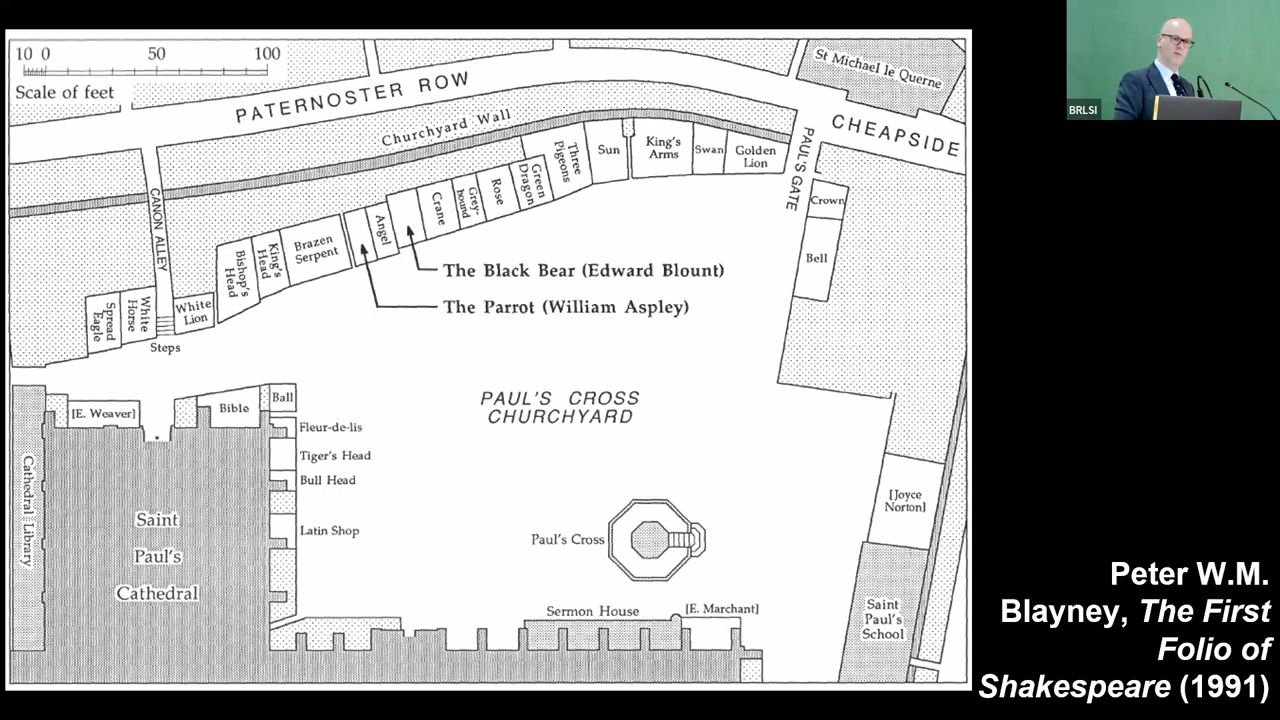 10 0 50 100
Scale of feet
PATERNOSTER ROW
St Michael le Querne
BRLSI
CHEAPSIDE
Churchyard Wall
PAUL'S GATE
CANON ALLEY
Spread
Eagle
White
Horse
White
Lion
Steps
Bishop's
Head
King's
Head
Brazen
Serpent
Angel
Crane
Grey-
hound
Rose
Green
Dragon
Three
Pigeons
Sun
King's
Arms
Swan
Golden
Lion
Crown
Bell
The Black Bear (Edward Blount)
The Parrot (William Aspley)
PAUL'S CROSS
CHURCHYARD
[E. Weaver]
Bible
Ball
Fleur-de-lis
Tiger's Head
Bull Head
Latin Shop
Cathedral Library
Saint
Paul's
Cathedral
Paul's Cross
Sermon House
[E. Marchant]
[Joyce
Norton]
Saint
Paul's
School
Peter W.M.
Blayney, The First
Folio of
Shakespeare (1991)